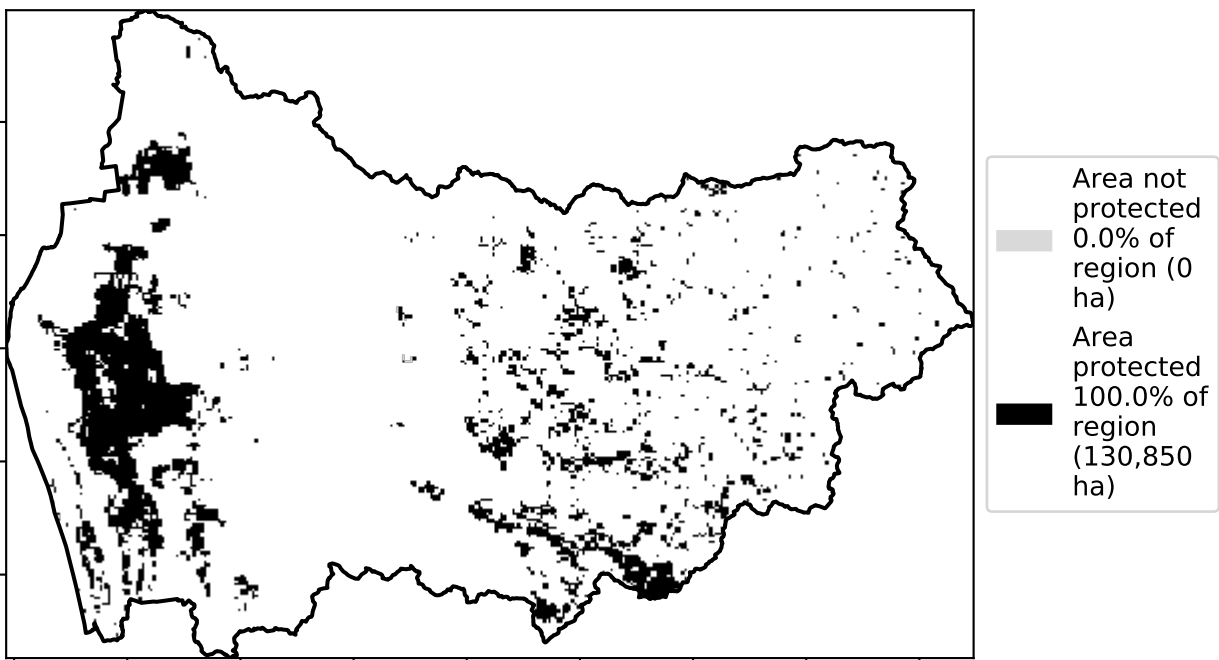 Area not
protected
0.0% of
region (0
ha)
Area
protected
100.0% of
region
(130,850
ha)